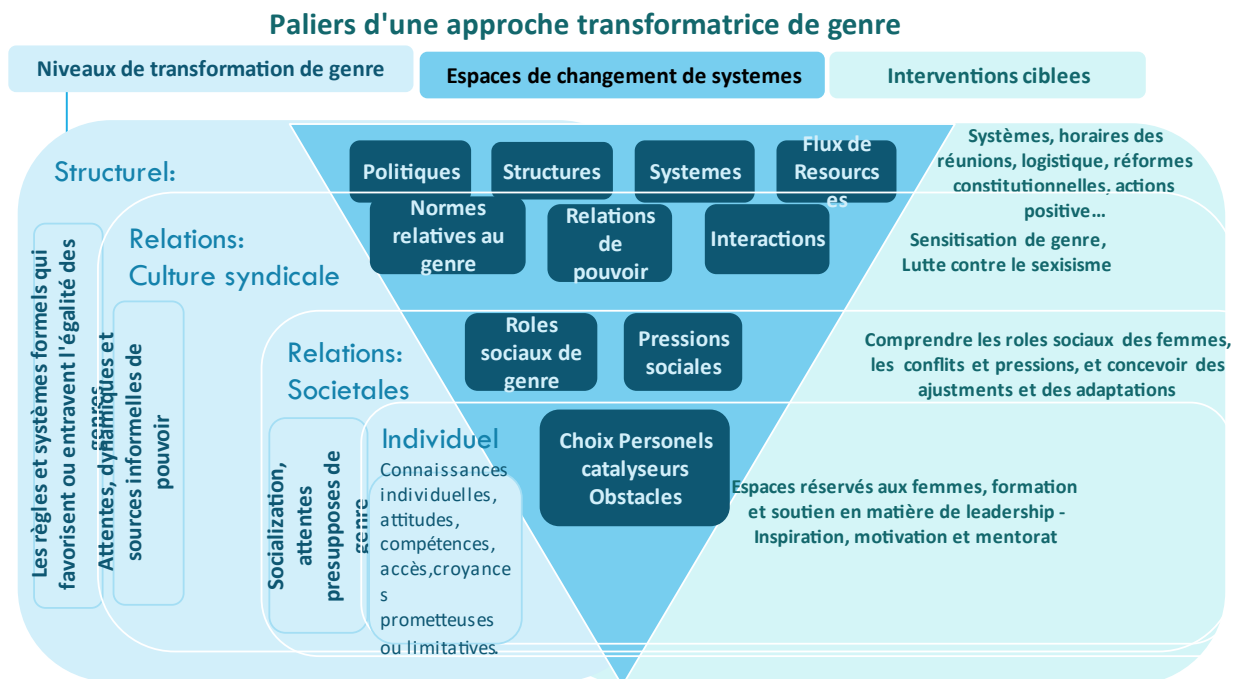 Paliers d'une approche transformatrice de genre
Niveaux de transformation de genre
Espaces de changement de systemes
Interventions ciblees
Structurel:
Politiques
Structures
Systemes
Flux de
Resourcs
es
Systèmes, horaires des
réunions, logistique, réformes
constitutionnelles, actions
positive...
Les règles et systèmes formels qui
favorisent ou entravent l'égalité des
genres
Relations:
Culture syndicale
Normes
relatives au
genre
Relations
de
pouvoir
Interactions
Sensitisation de genre,
Lutte contre le sexisisme
Attentes, dynamiques et
sources informelles de
pouvoir
Relations:
Societales
Roles
sociaux de
genre
Pressions
sociales
Comprendre les roles sociaux des femmes,
les conflits et pressions, et concevoir des
ajustments et des adaptations
Socialization,
attentes
presupposes de
genre
Individuel
Connaissances
individuelles,
attitudes,
compétences,
accès,croyance
s
prometteuses
ou limitatives.
Choix Personels
catalyseurs
Obstacles
Espaces réservés aux femmes, formation
et soutien en matière de leadership -
Inspiration, motivation et mentorat